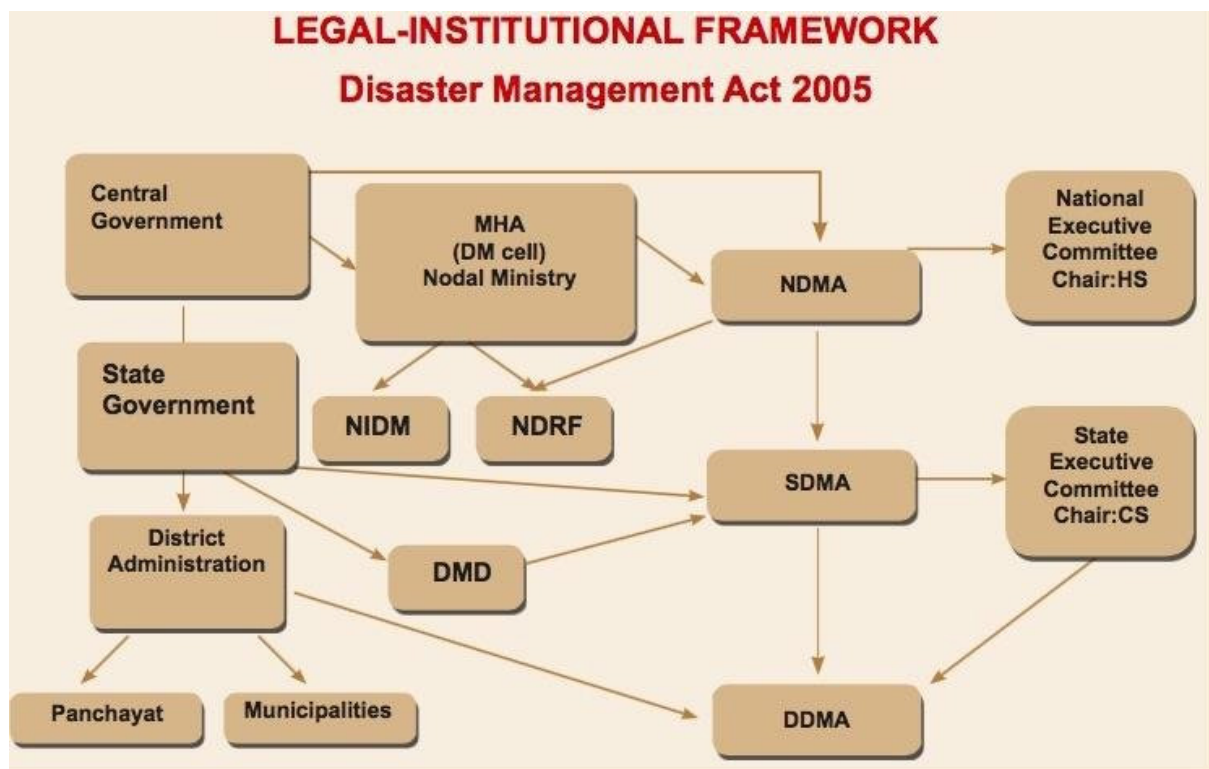 LEGAL-INSTITUTIONAL FRAMEWORK
Disaster Management Act 2005
Central
Government
MHA
(DM cell)
Nodal Ministry
NDMA
National
Executive
Committee
Chair:HS
State
Government
NIDM
NDRF
SDMA
State
Executive
Committee
Chair:CS
District
Administration
DMD
Panchayat
Municipalities
DDMA